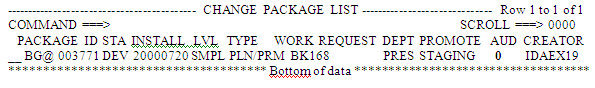 ------------------------------------ CHANGE PACKAGE LIST ------------------------ Row 1 to 1 of 1
COMMAND ===> SCROLL ===> 0000
PACKAGE ID STA INSTALL LVL TYPE WORK REQUEST DEPT PROMOTE AUD CREATOR
__ BG@ 003771 DEV 20000720 SMPL PLN/PRM BK168 PRES STAGING 0 IDAEX19
************************************ Bottom of data *********************************